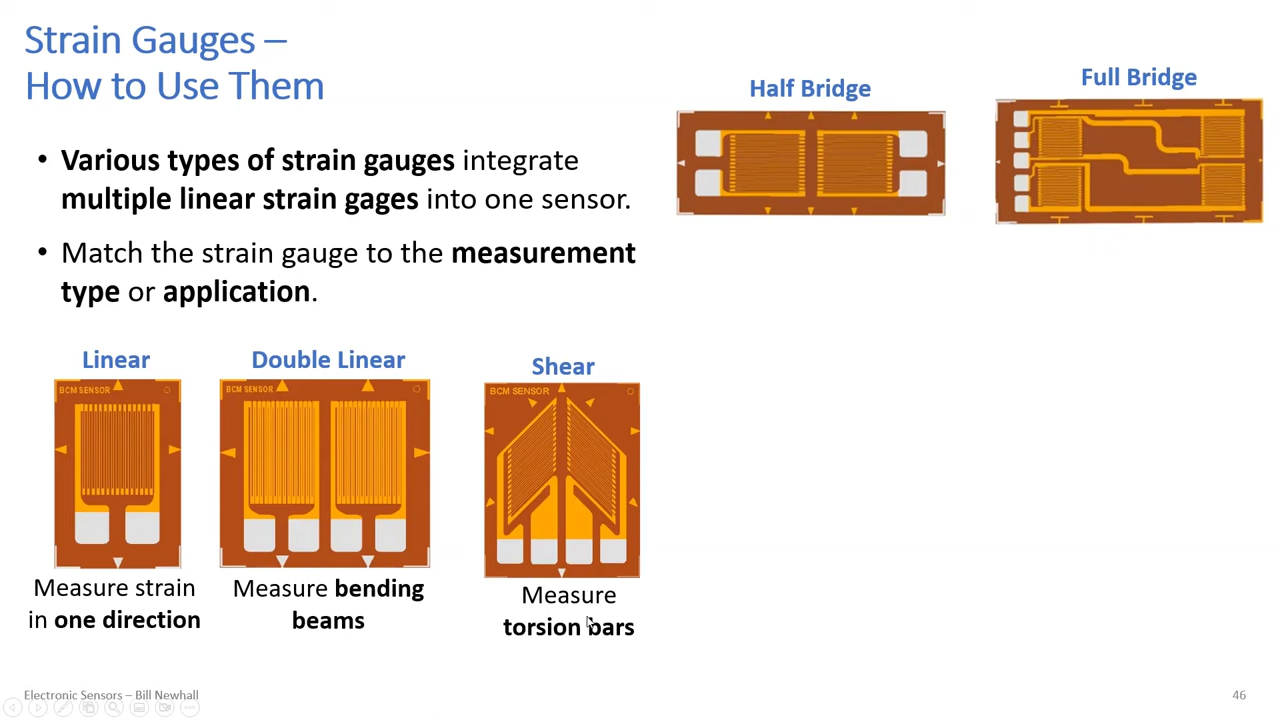 Strain Gauges –
How to Use Them
• Various types of strain gauges integrate
multiple linear strain gages into one sensor.
• Match the strain gauge to the measurement
type or application.
Half Bridge
Full Bridge
Linear
Double Linear
Shear
BCM SENSOR
BCM SENSOR
BCM SENSOR
Measure strain
in one direction
Measure bending
beams
Measure
torsion bars
Electronic Sensors – Bill Newhall
46